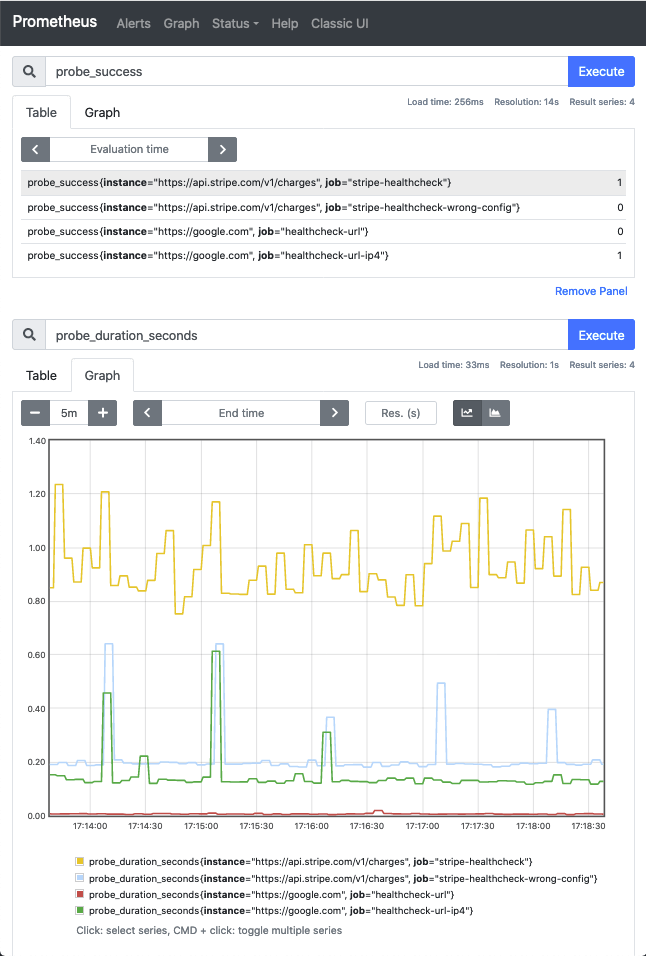 Prometheus Alerts Graph Status Help Classic UI
probe_success Execute
Load time: 256ms Resolution: 14s Result series: 4
Table Graph
Evaluation time
probe_success{instance="https://api.stripe.com/v1/charges", job="stripe-healthcheck"} 1
probe_success{instance="https://api.stripe.com/v1/charges", job="stripe-healthcheck-wrong-config"} 0
probe_success{instance="https://google.com", job="healthcheck-url"} 0
probe_success{instance="https://google.com", job="healthcheck-url-ip4"} 1
Remove Panel
probe_duration_seconds Execute
Load time: 33ms Resolution: 1s Result series: 4
Table Graph
− 5m + End time Res. (s)
1.40
1.20
1.00
0.80
0.60
0.40
0.20
0.00
17:14:00 17:14:30 17:15:00 17:15:30 17:16:00 17:16:30 17:17:00 17:17:30 17:18:00 17:18:30
probe_duration_seconds{instance="https://api.stripe.com/v1/charges", job="stripe-healthcheck"}
probe_duration_seconds{instance="https://api.stripe.com/v1/charges", job="stripe-healthcheck-wrong-config"}
probe_duration_seconds{instance="https://google.com", job="healthcheck-url"}
probe_duration_seconds{instance="https://google.com", job="healthcheck-url-ip4"}
Click: select series, CMD + click: toggle multiple series